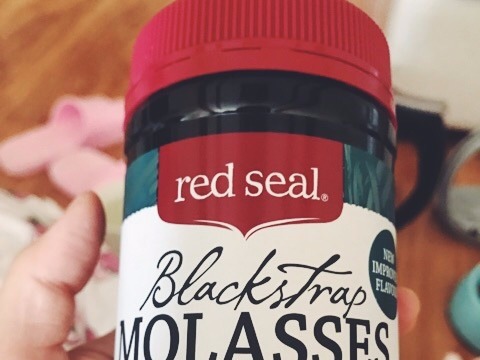 red seal®
Blackstrap
NEW
IMPROVED
FLAVOUR
MOLASSES